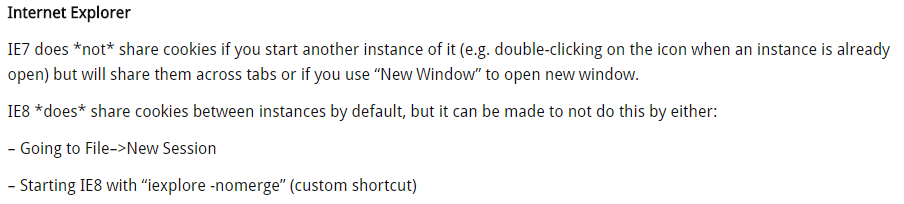 Internet Explorer
IE7 does *not* share cookies if you start another instance of it (e.g. double-clicking on the icon when an instance is already
open) but will share them across tabs or if you use “New Window” to open new window.
IE8 *does* share cookies between instances by default, but it can be made to not do this by either:
– Going to File–>New Session
– Starting IE8 with “iexplore -nomerge” (custom shortcut)